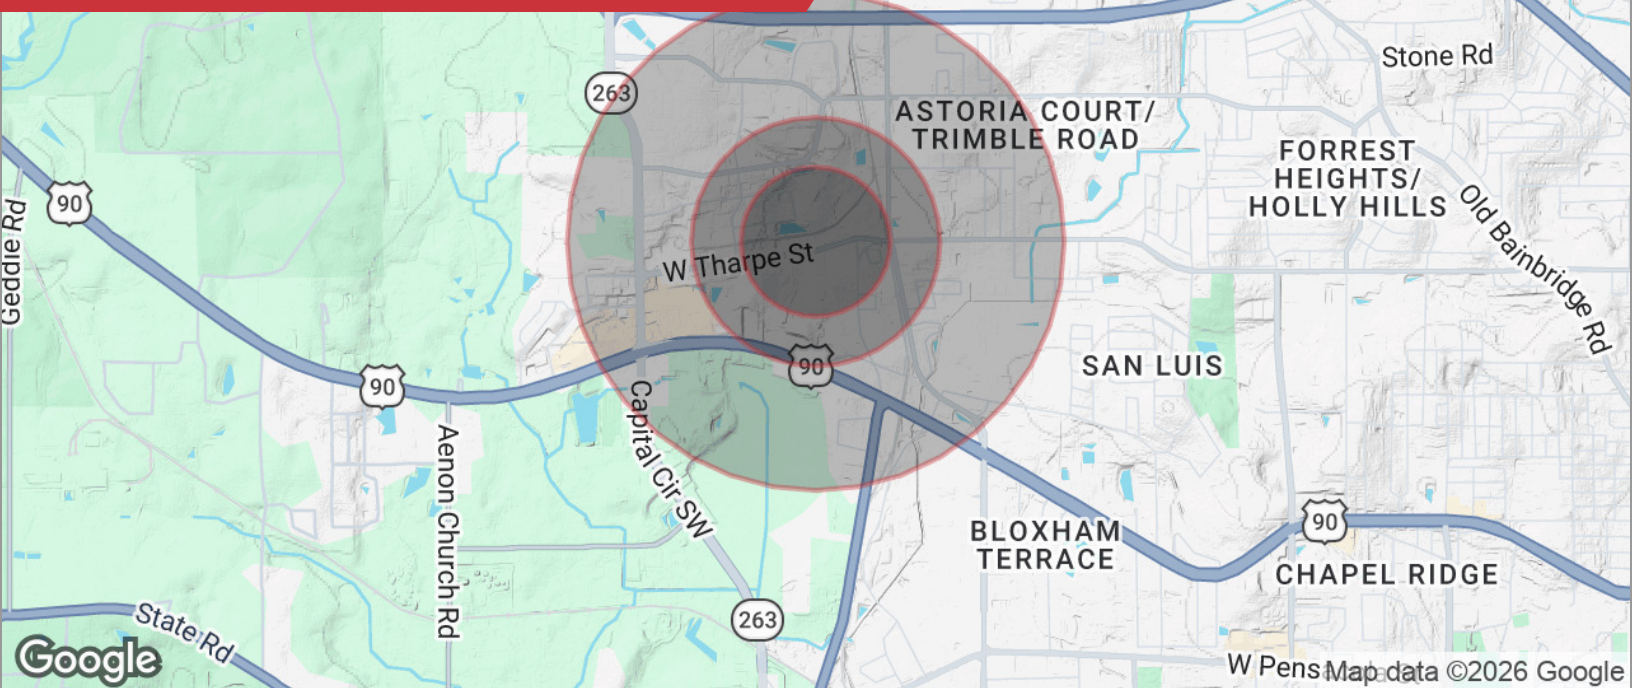 Stone Rd
263
ASTORIA COURT/
TRIMBLE ROAD
FORREST
HEIGHTS/
HOLLY HILLS
90
Geddie Rd
Old Bainbridge Rd
W Tharpe St
90
SAN LUIS
90
Capital Cir SW
Aenon Church Rd
90
BLOXHAM
TERRACE
CHAPEL RIDGE
263
State Rd
Google
W Pens
Map data ©2026 Google